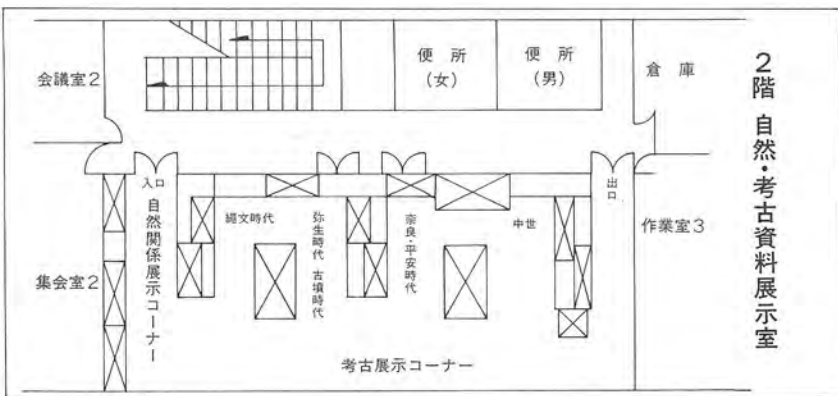 2階 自然・考古資料展示室
会議室2
便所
(女)
便所
(男)
倉庫
入口
出口
自然関係展示コーナー
縄文時代
弥生時代 古墳時代
奈良・平安時代
中世
作業室3
集会室2
考古展示コーナー